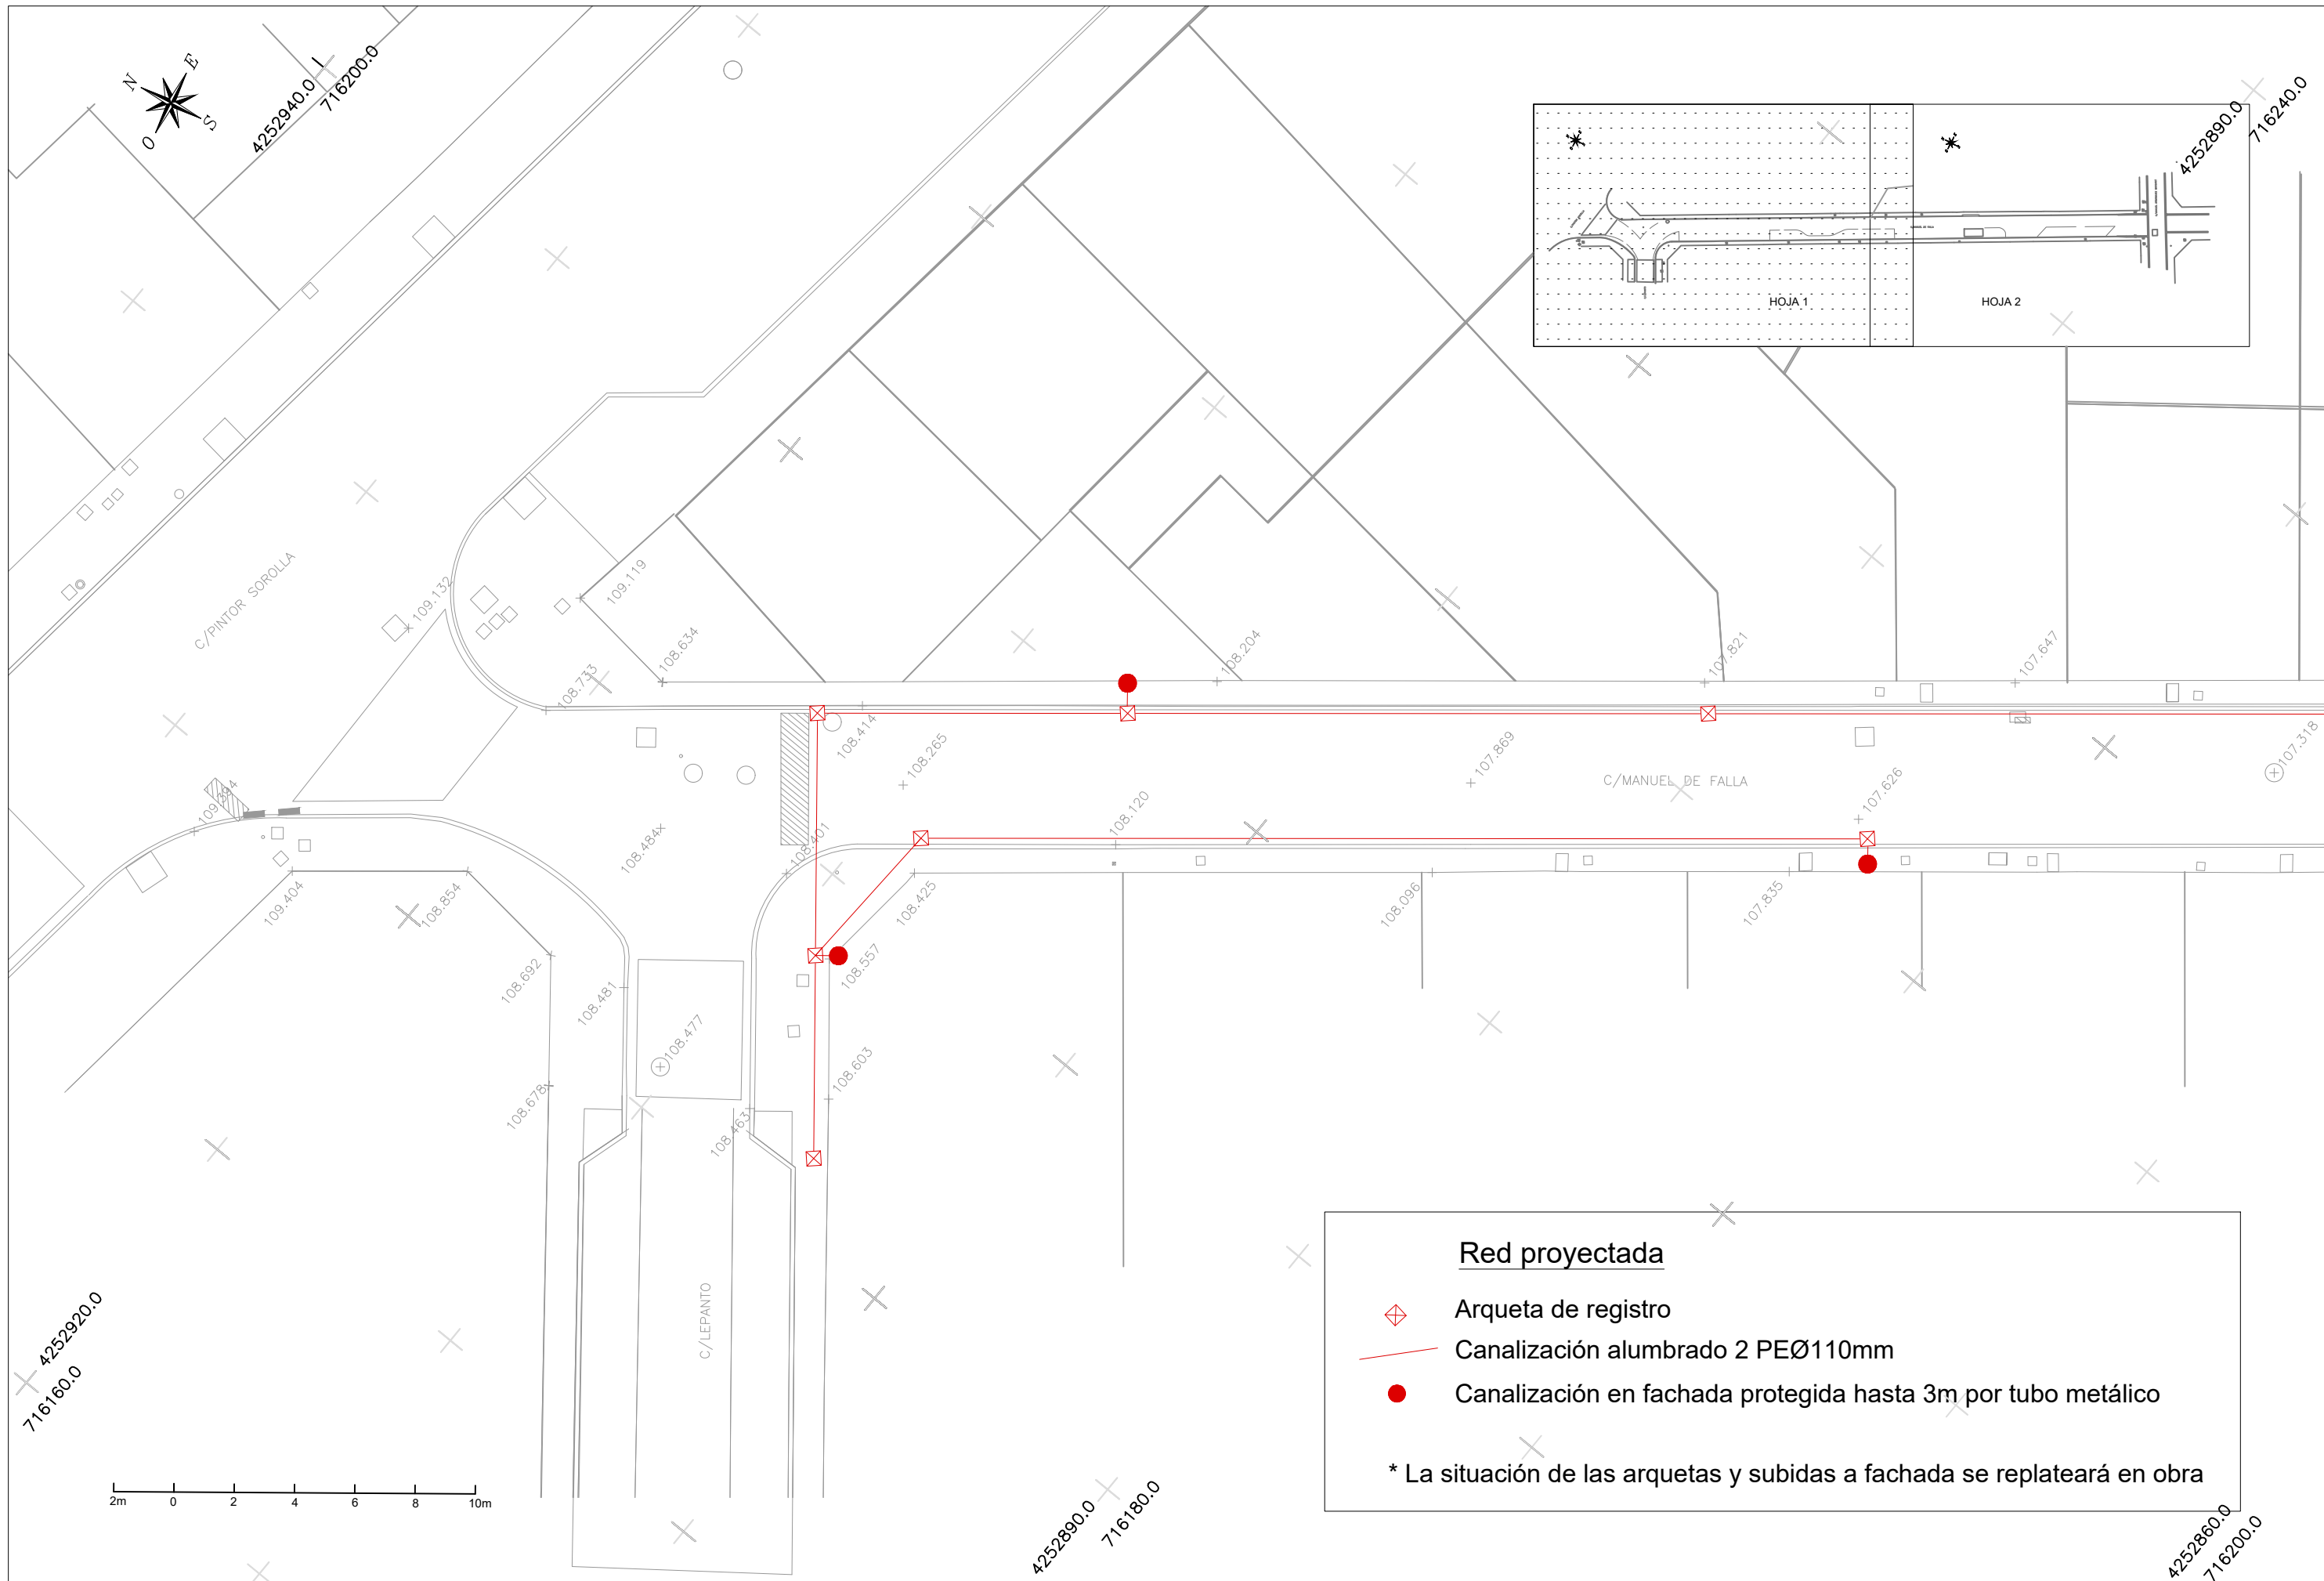 N
E
S
O
4252940.0
716200.0
4252890.0
716240.0
HOJA 1
HOJA 2
C/PINTOR SOROLLA
109.132
109.119
108.634
108.733
108.204
107.821
107.647
108.414
108.265
107.869
C/MANUEL DE FALLA
107.626
107.318
109.394
108.484
108.401
108.120
109.404
108.854
108.425
108.096
107.835
108.692
108.481
108.557
108.477
108.678
108.463
108.603
C/LEPANTO
4252920.0
716160.0
Red proyectada
Arqueta de registro
Canalización alumbrado 2 PEØ110mm
Canalización en fachada protegida hasta 3m por tubo metálico
* La situación de las arquetas y subidas a fachada se replateará en obra
2m 0 2 4 6 8 10m
4252890.0
716180.0
4252860.0
716200.0